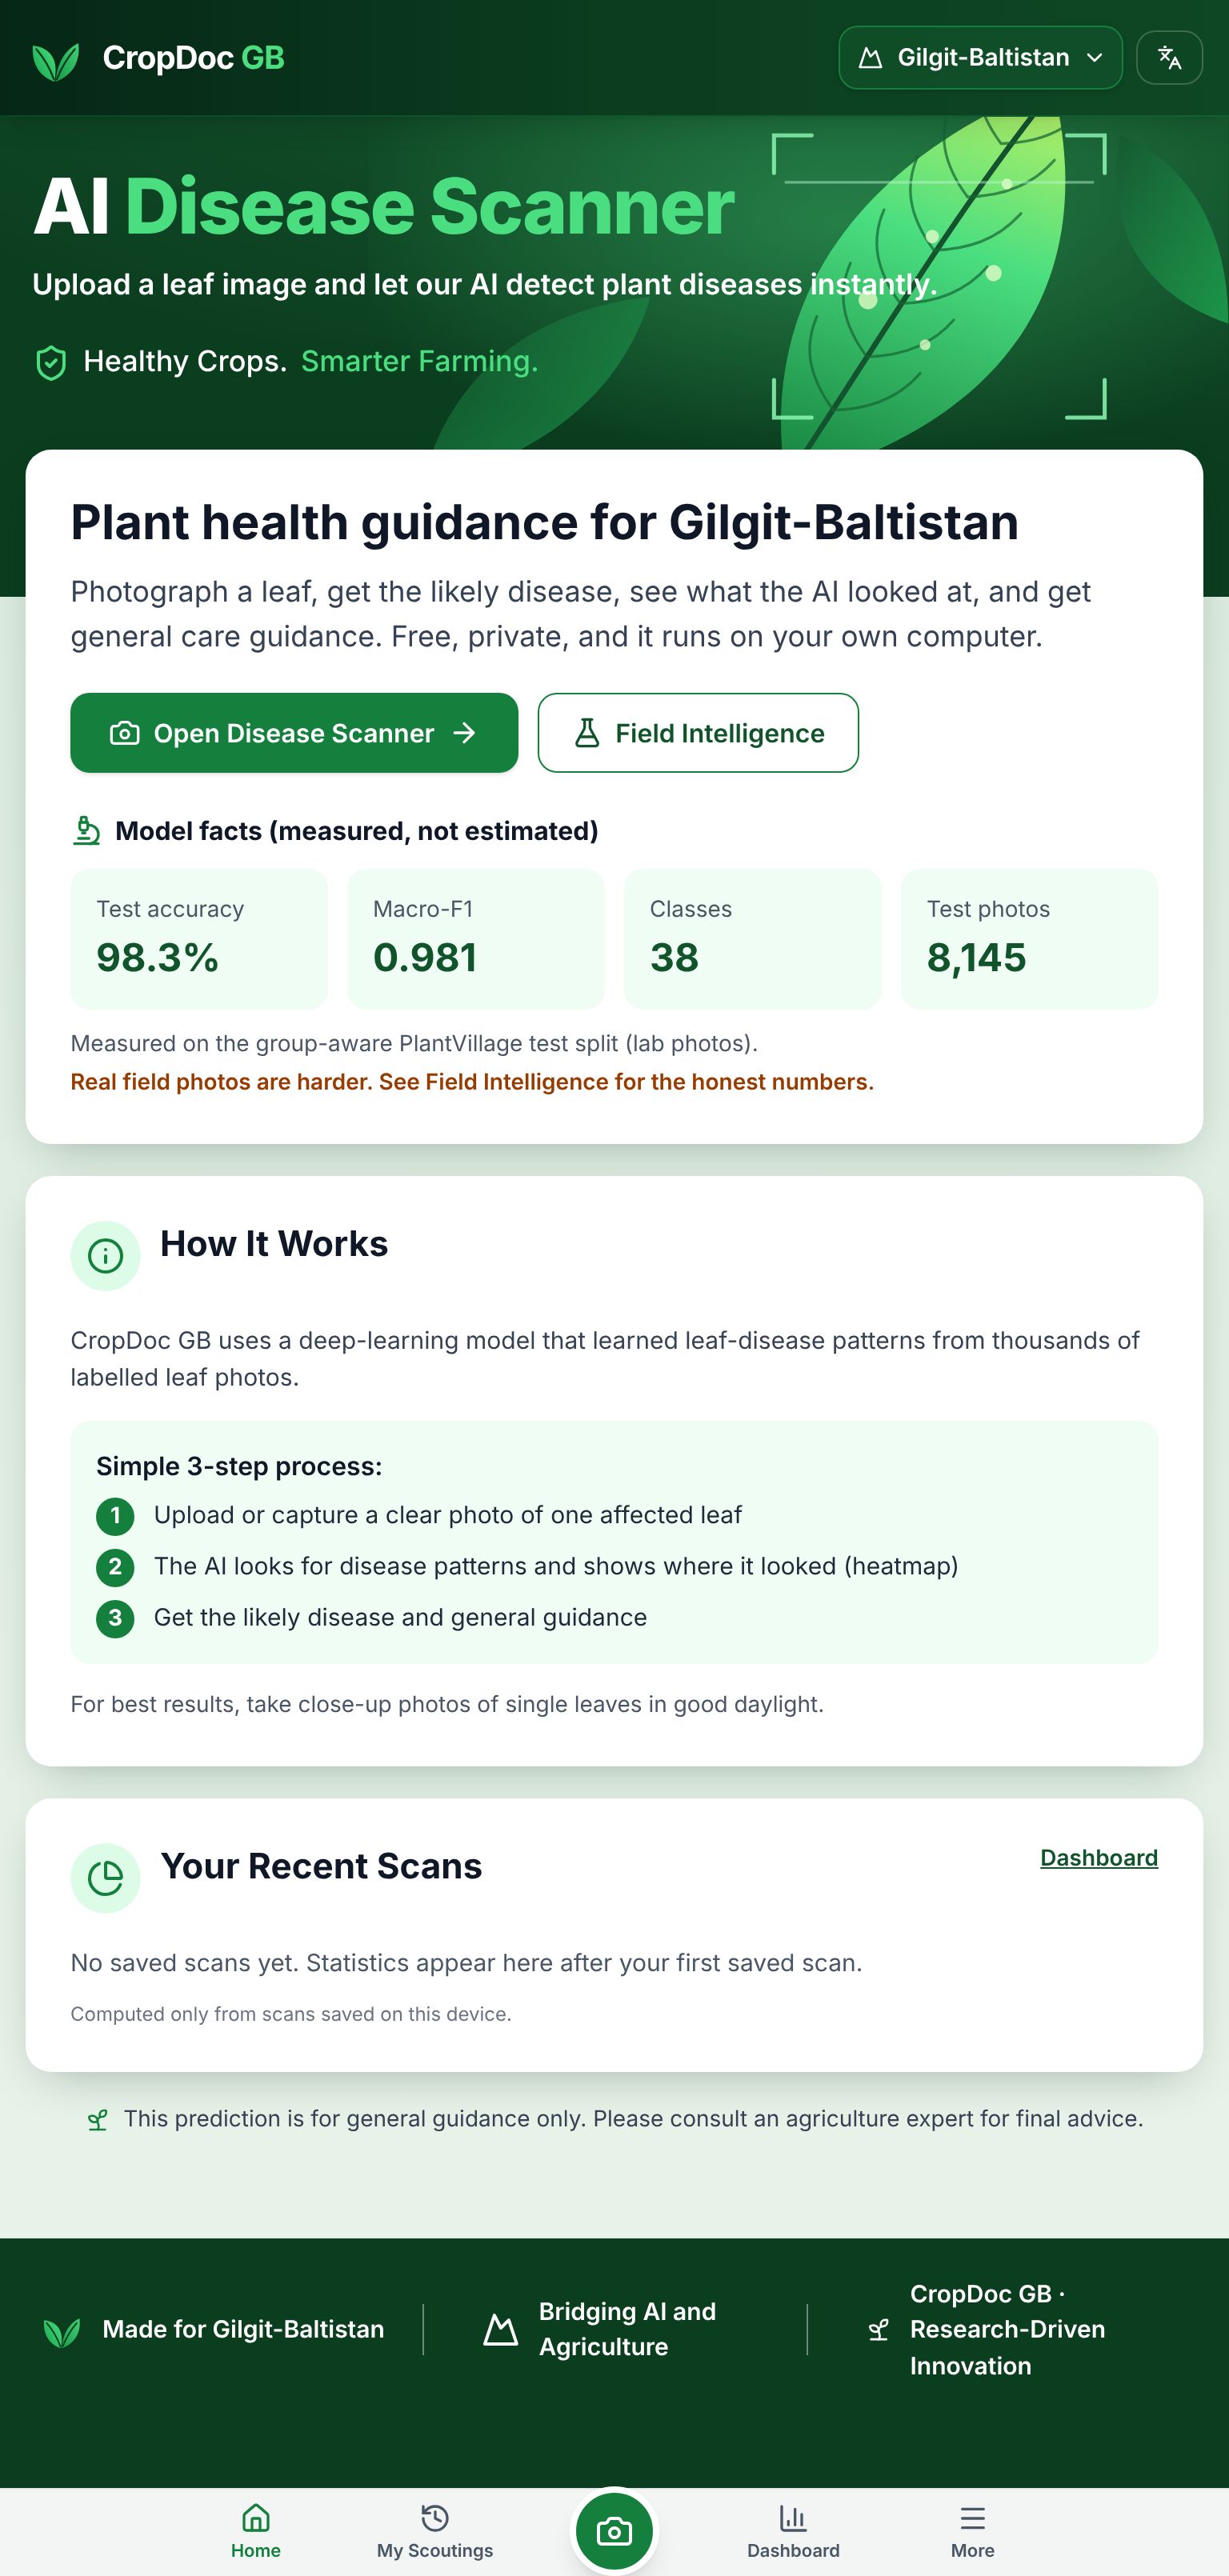 CropDoc GB
Gilgit-Baltistan
AI Disease Scanner
Upload a leaf image and let our AI detect plant diseases instantly.
Healthy Crops. Smarter Farming.
Plant health guidance for Gilgit-Baltistan
Photograph a leaf, get the likely disease, see what the AI looked at, and get
general care guidance. Free, private, and it runs on your own computer.
Open Disease Scanner
Field Intelligence
Model facts (measured, not estimated)
Test accuracy
98.3%
Macro-F1
0.981
Classes
38
Test photos
8,145
Measured on the group-aware PlantVillage test split (lab photos).
Real field photos are harder. See Field Intelligence for the honest numbers.
How It Works
CropDoc GB uses a deep-learning model that learned leaf-disease patterns from thousands of
labelled leaf photos.
Simple 3-step process:
1 Upload or capture a clear photo of one affected leaf
2 The AI looks for disease patterns and shows where it looked (heatmap)
3 Get the likely disease and general guidance
For best results, take close-up photos of single leaves in good daylight.
Your Recent Scans
Dashboard
No saved scans yet. Statistics appear here after your first saved scan.
Computed only from scans saved on this device.
This prediction is for general guidance only. Please consult an agriculture expert for final advice.
Made for Gilgit-Baltistan
Bridging AI and
Agriculture
CropDoc GB ·
Research-Driven
Innovation
Home
My Scoutings
Dashboard
More